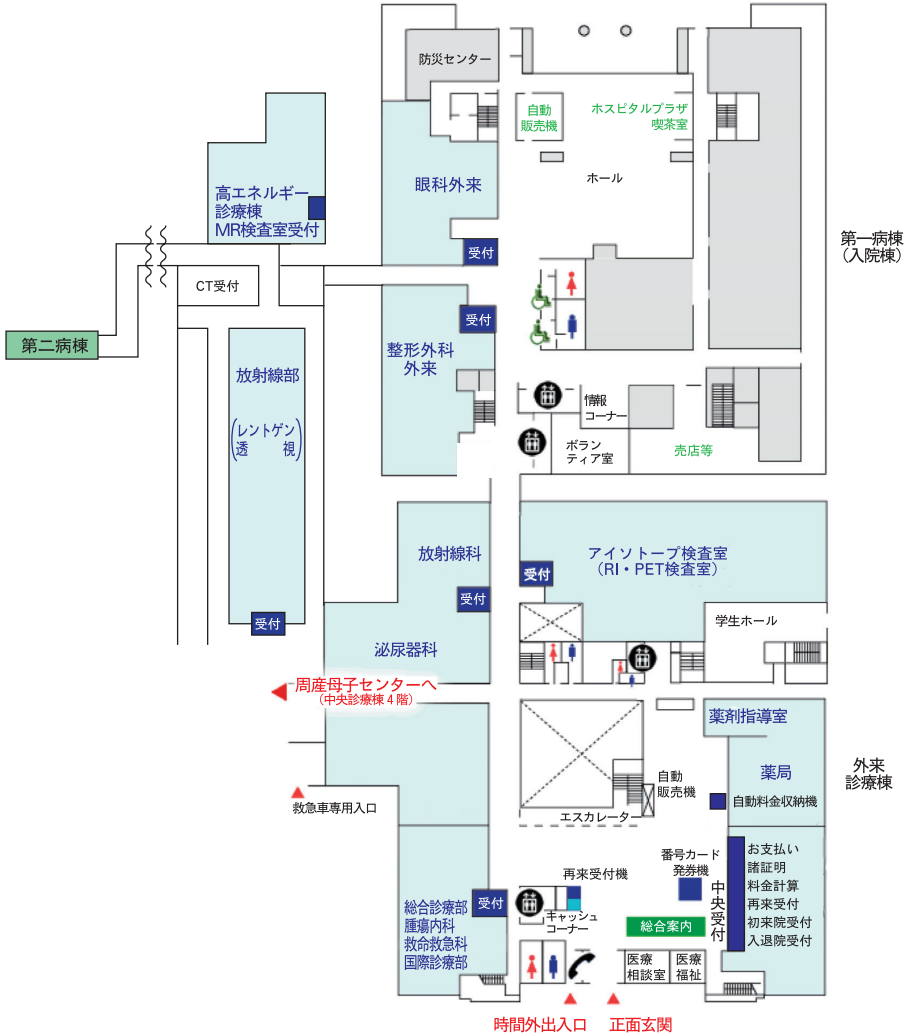 防災センター
自動
販売機
ホスピタルプラザ
喫茶室
ホール
眼科外来
受付
高エネルギー
診療棟
MR検査室受付
第一病棟
(入院棟)
CT受付
第二病棟
受付
整形外科
外来
放射線部
(レントゲン)
透　視
情報
コーナー
ボラン
ティア室
売店等
放射線科
受付
アイソトープ検査室
(RI・PET検査室)
受付
受付
学生ホール
泌尿器科
周産母子センターへ
(中央診療棟4階)
薬剤指導室
薬局
外来
診療棟
自動
販売機
自動料金収納機
救急車専用入口
エスカレーター
番号カード
発券機
お支払い
諸証明
料金計算
再来受付
初来院受付
入退院受付
中央受付
再来受付機
キャッシュ
コーナー
総合案内
受付
総合診療部
腫瘍内科
救命救急科
国際診療部
医療
相談室
医療
福祉
時間外出入口
正面玄関